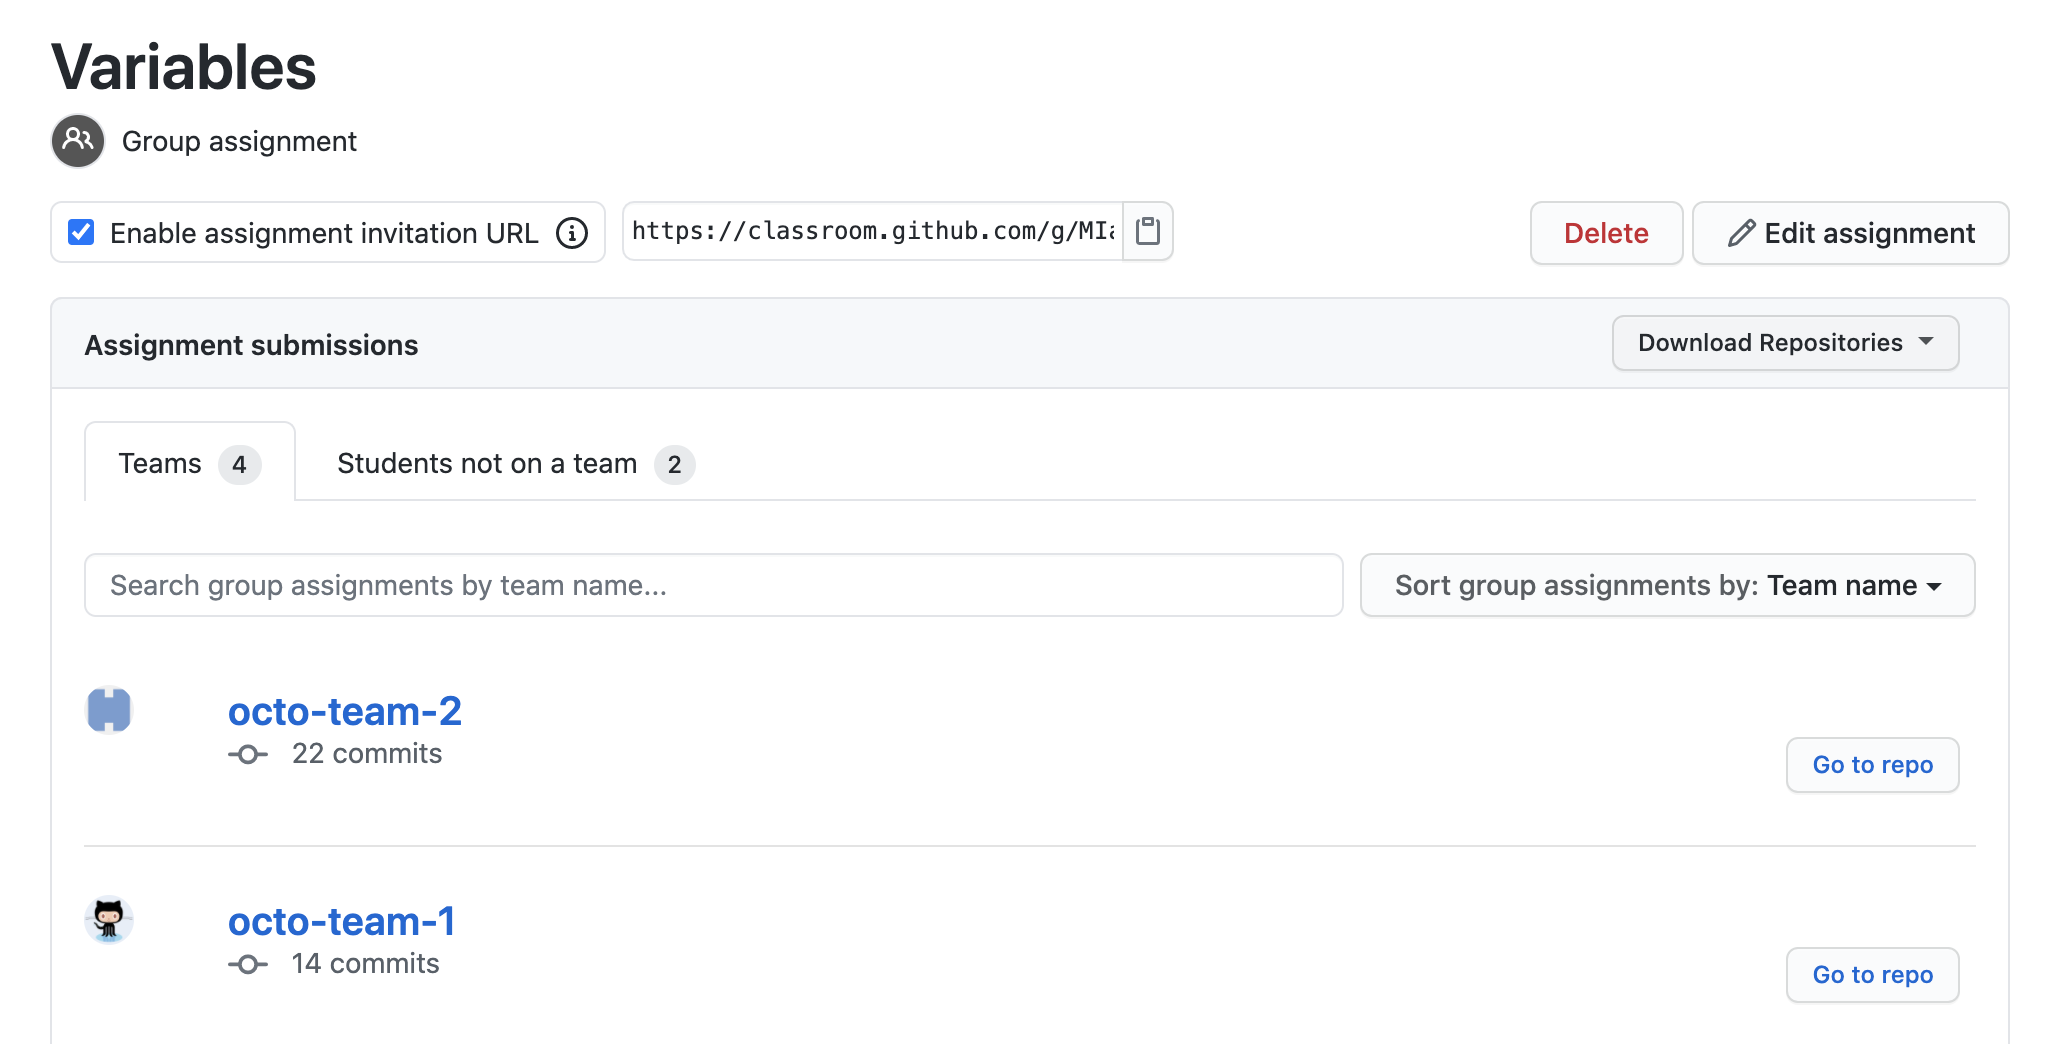 Variables
Group assignment
Enable assignment invitation URL
https://classroom.github.com/g/MI
Delete
Edit assignment
Assignment submissions
Download Repositories
Teams 4
Students not on a team 2
Search group assignments by team name...
Sort group assignments by: Team name
octo-team-2
22 commits
Go to repo
octo-team-1
14 commits
Go to repo